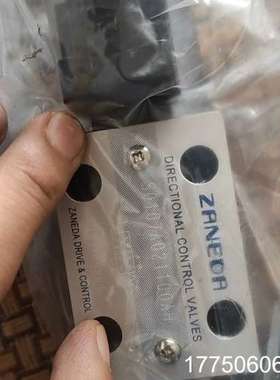 ZANEDA
DIRECTIONAL CONTROL VALVES
ZANEDA DRIVE & CONTROL
17750606